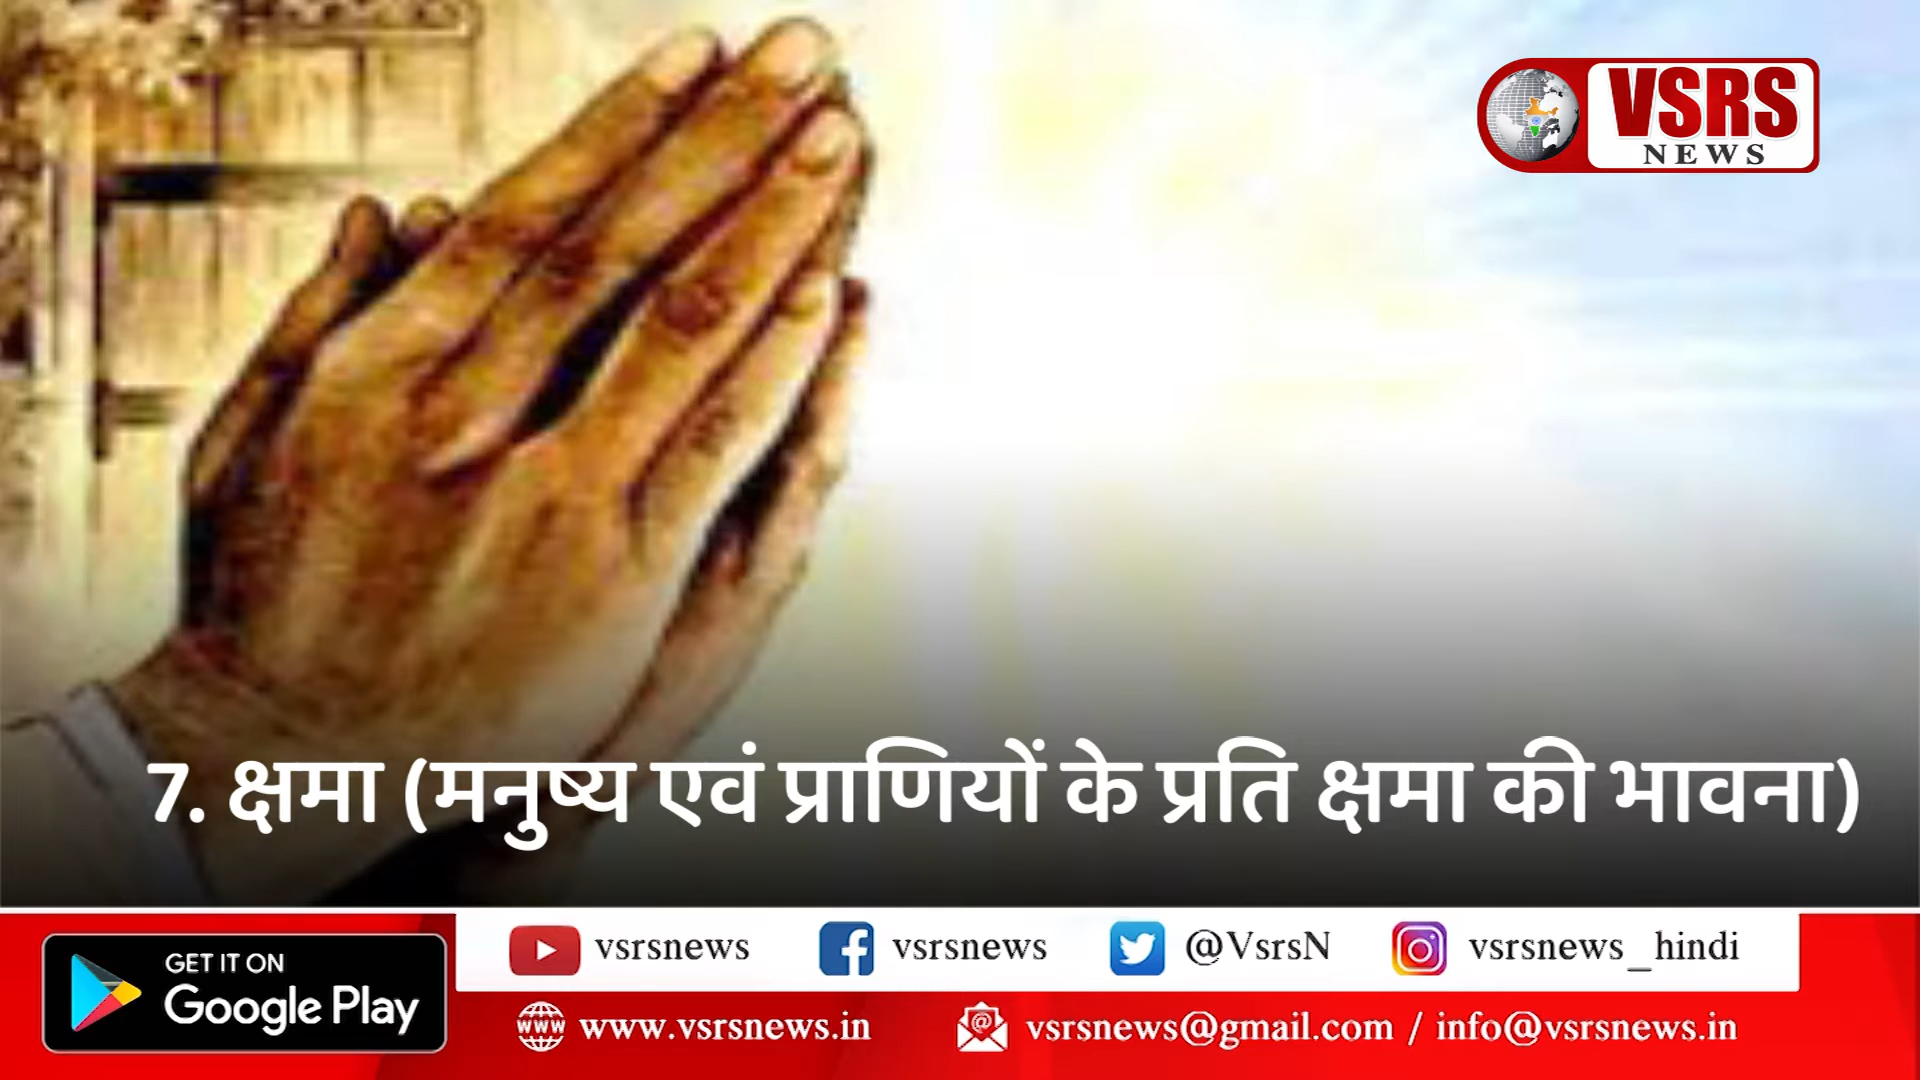 VSRS
NEWS
7. क्षमा (मनुष्य एवं प्राणियों के प्रति क्षमा की भावना)
GET IT ON
Google Play
vsrsnews
vsrsnews
@VsrsN
vsrsnews_hindi
www www.vsrsnews.in
@ vsrsnews@gmail.com / info@vsrsnews.in